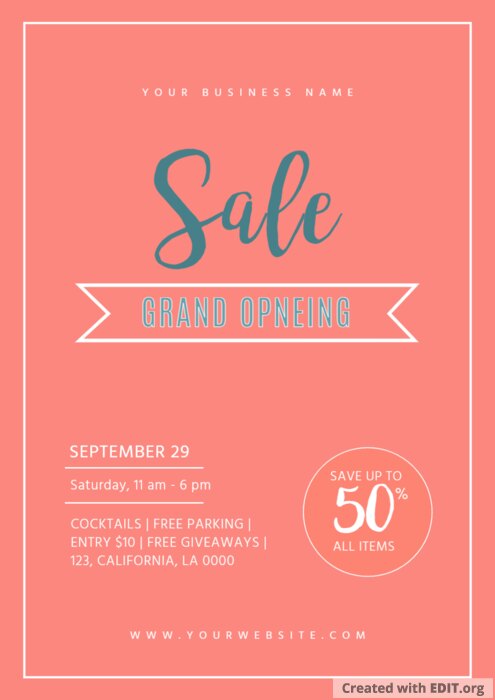 YOUR BUSINESS NAME
Sale
GRAND OPNEING
SEPTEMBER 29
Saturday, 11 am - 6 pm
COCKTAILS | FREE PARKING |
ENTRY $10 | FREE GIVEAWAYS |
123, CALIFORNIA, LA 0000
SAVE UP TO
50%
ALL ITEMS
WWW.YOURWEBSITE.COM
Created with EDIT.org